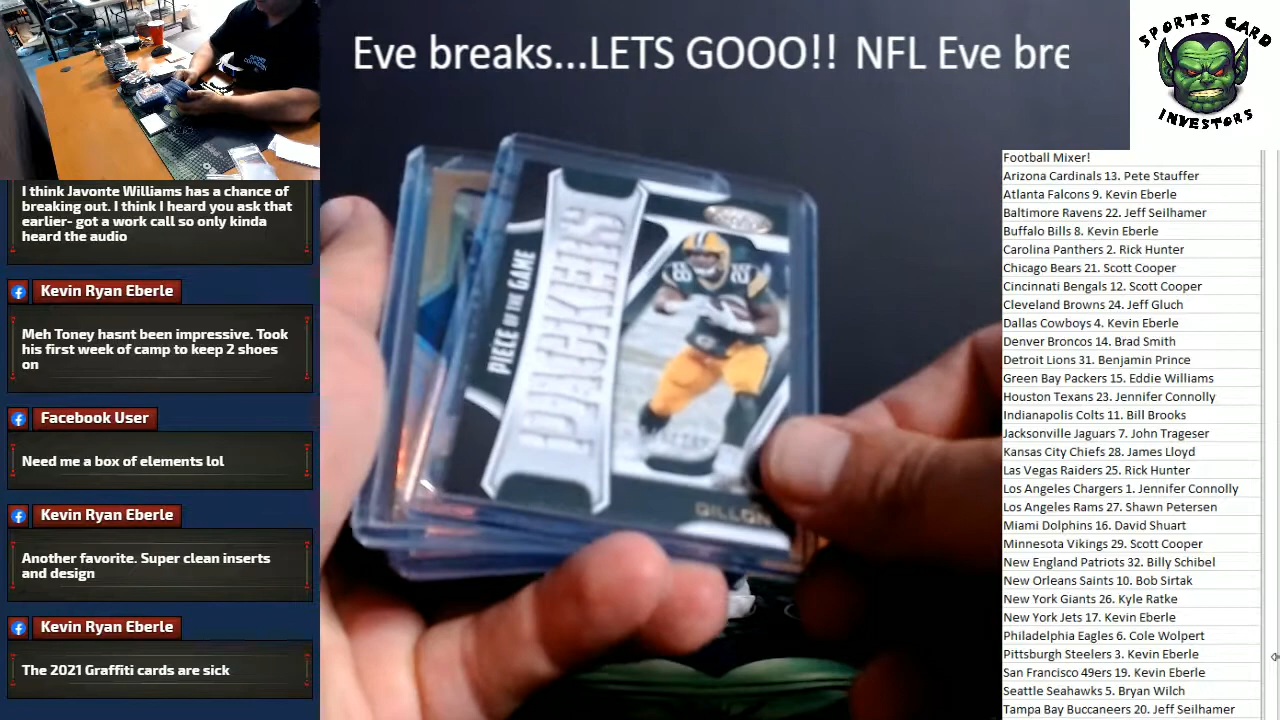 Eve breaks...LETS GOOO!! NFL Eve bre
SPORTS CARD
INVESTORS
I think Javonte Williams has a chance of
breaking out. I think I heard you ask that
earlier- got a work call so only kinda
heard the audio
Kevin Ryan Eberle
Meh Toney hasnt been impressive. Took
his first week of camp to keep 2 shoes
on
Facebook User
Need me a box of elements lol
Kevin Ryan Eberle
Another favorite. Super clean inserts
and design
Kevin Ryan Eberle
The 2021 Graffiti cards are sick
PIECE OF THE GAME
PACKERS
DILLON
Football Mixer!
Arizona Cardinals 13. Pete Stauffer
Atlanta Falcons 9. Kevin Eberle
Baltimore Ravens 22. Jeff Seilhamer
Buffalo Bills 8. Kevin Eberle
Carolina Panthers 2. Rick Hunter
Chicago Bears 21. Scott Cooper
Cincinnati Bengals 12. Scott Cooper
Cleveland Browns 24. Jeff Gluch
Dallas Cowboys 4. Kevin Eberle
Denver Broncos 14. Brad Smith
Detroit Lions 31. Benjamin Prince
Green Bay Packers 15. Eddie Williams
Houston Texans 23. Jennifer Connolly
Indianapolis Colts 11. Bill Brooks
Jacksonville Jaguars 7. John Trageser
Kansas City Chiefs 28. James Lloyd
Las Vegas Raiders 25. Rick Hunter
Los Angeles Chargers 1. Jennifer Connolly
Los Angeles Rams 27. Shawn Petersen
Miami Dolphins 16. David Shuart
Minnesota Vikings 29. Scott Cooper
New England Patriots 32. Billy Schibel
New Orleans Saints 10. Bob Sirtak
New York Giants 26. Kyle Ratke
New York Jets 17. Kevin Eberle
Philadelphia Eagles 6. Cole Wolpert
Pittsburgh Steelers 3. Kevin Eberle
San Francisco 49ers 19. Kevin Eberle
Seattle Seahawks 5. Bryan Wilch
Tampa Bay Buccaneers 20. Jeff Seilhamer